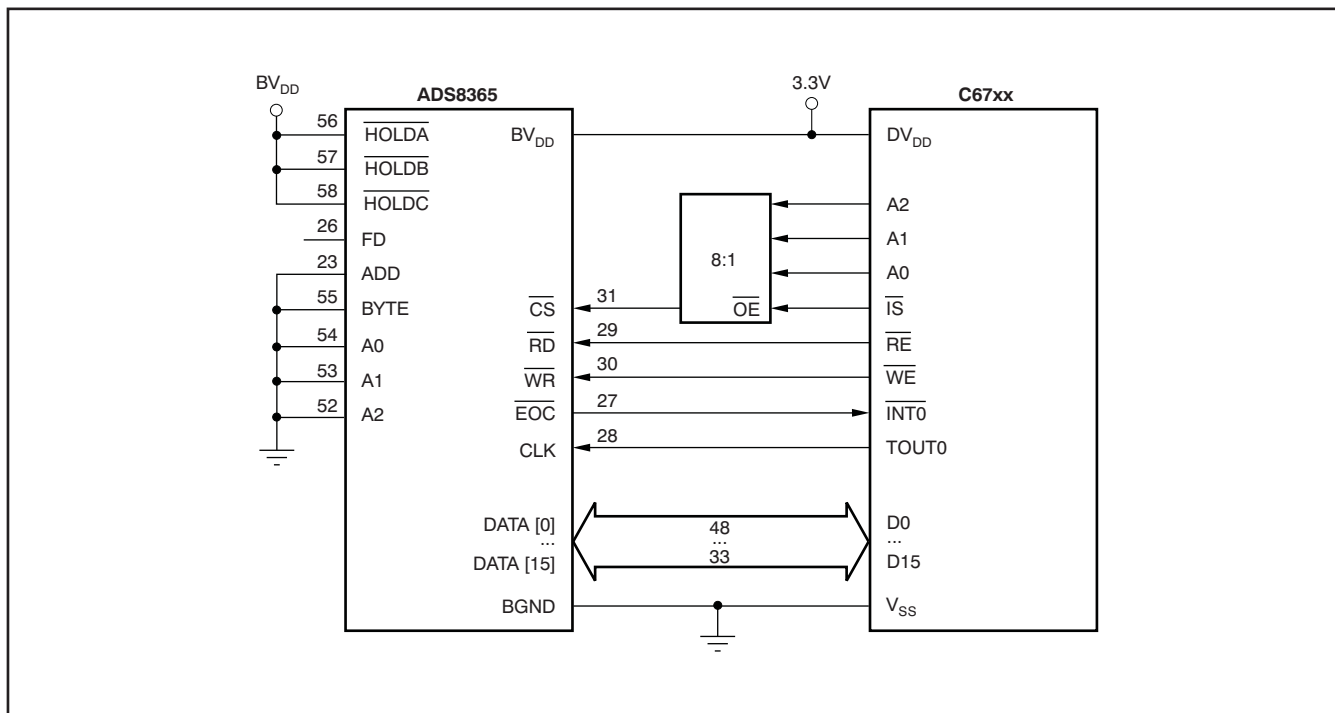 BVDD
ADS8365
3.3V
C67xx
56
HOLDA
BVDD
DVDD
57
HOLDB
58
HOLDC
A2
26
FD
A1
23
ADD
8:1
A0
55
BYTE
31
CS
OE
IS
54
A0
29
RD
RE
53
A1
30
WR
WE
52
A2
27
EOC
INT0
28
CLK
TOUT0
DATA [0]
48
D0
...
...
...
DATA [15]
33
D15
BGND
VSS